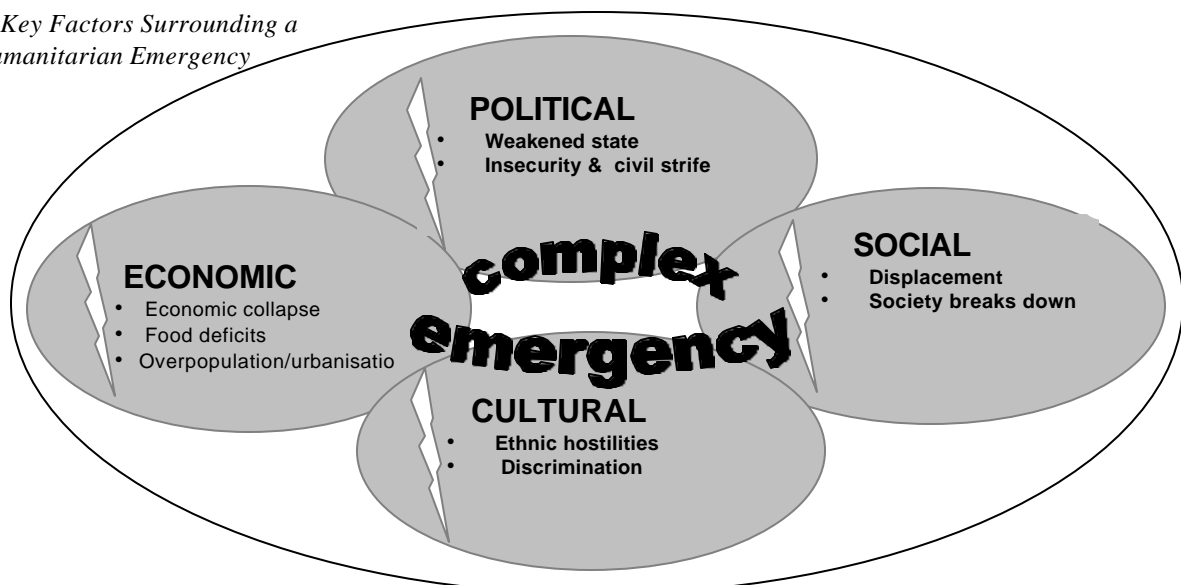 Key Factors Surrounding a
umanitarian Emergency
POLITICAL
• Weakened state
• Insecurity & civil strife
ECONOMIC
• Economic collapse
• Food deficits
• Overpopulation/urbanisatio
complex
emergency
SOCIAL
• Displacement
• Society breaks down
CULTURAL
• Ethnic hostilities
• Discrimination